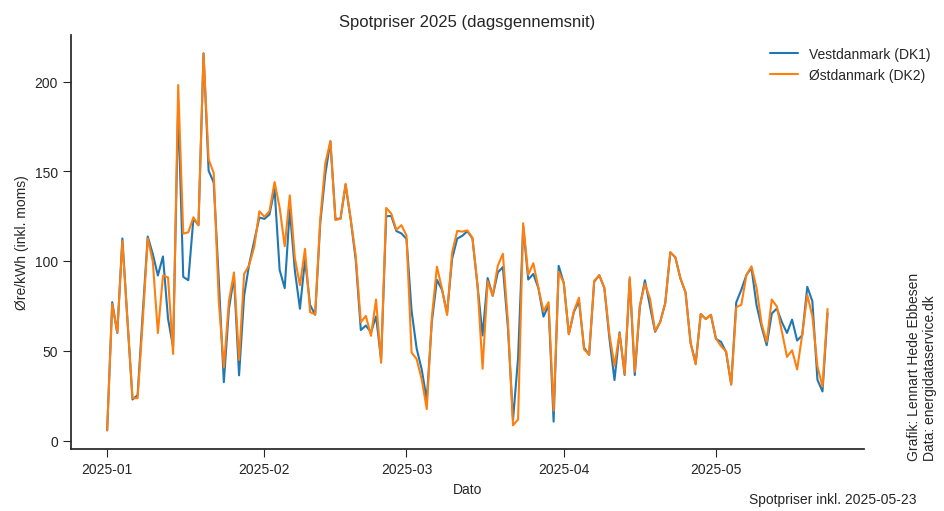 Spotpriser 2025 (dagsgennemsnit)
Vestdanmark (DK1)
Østdanmark (DK2)
Øre/kWh (inkl. moms)
200
150
100
50
0
2025-01
2025-02
2025-03
2025-04
2025-05
Dato
Grafik: Lennart Hede Ebbesen
Data: energidataservice.dk
Spotpriser inkl. 2025-05-23